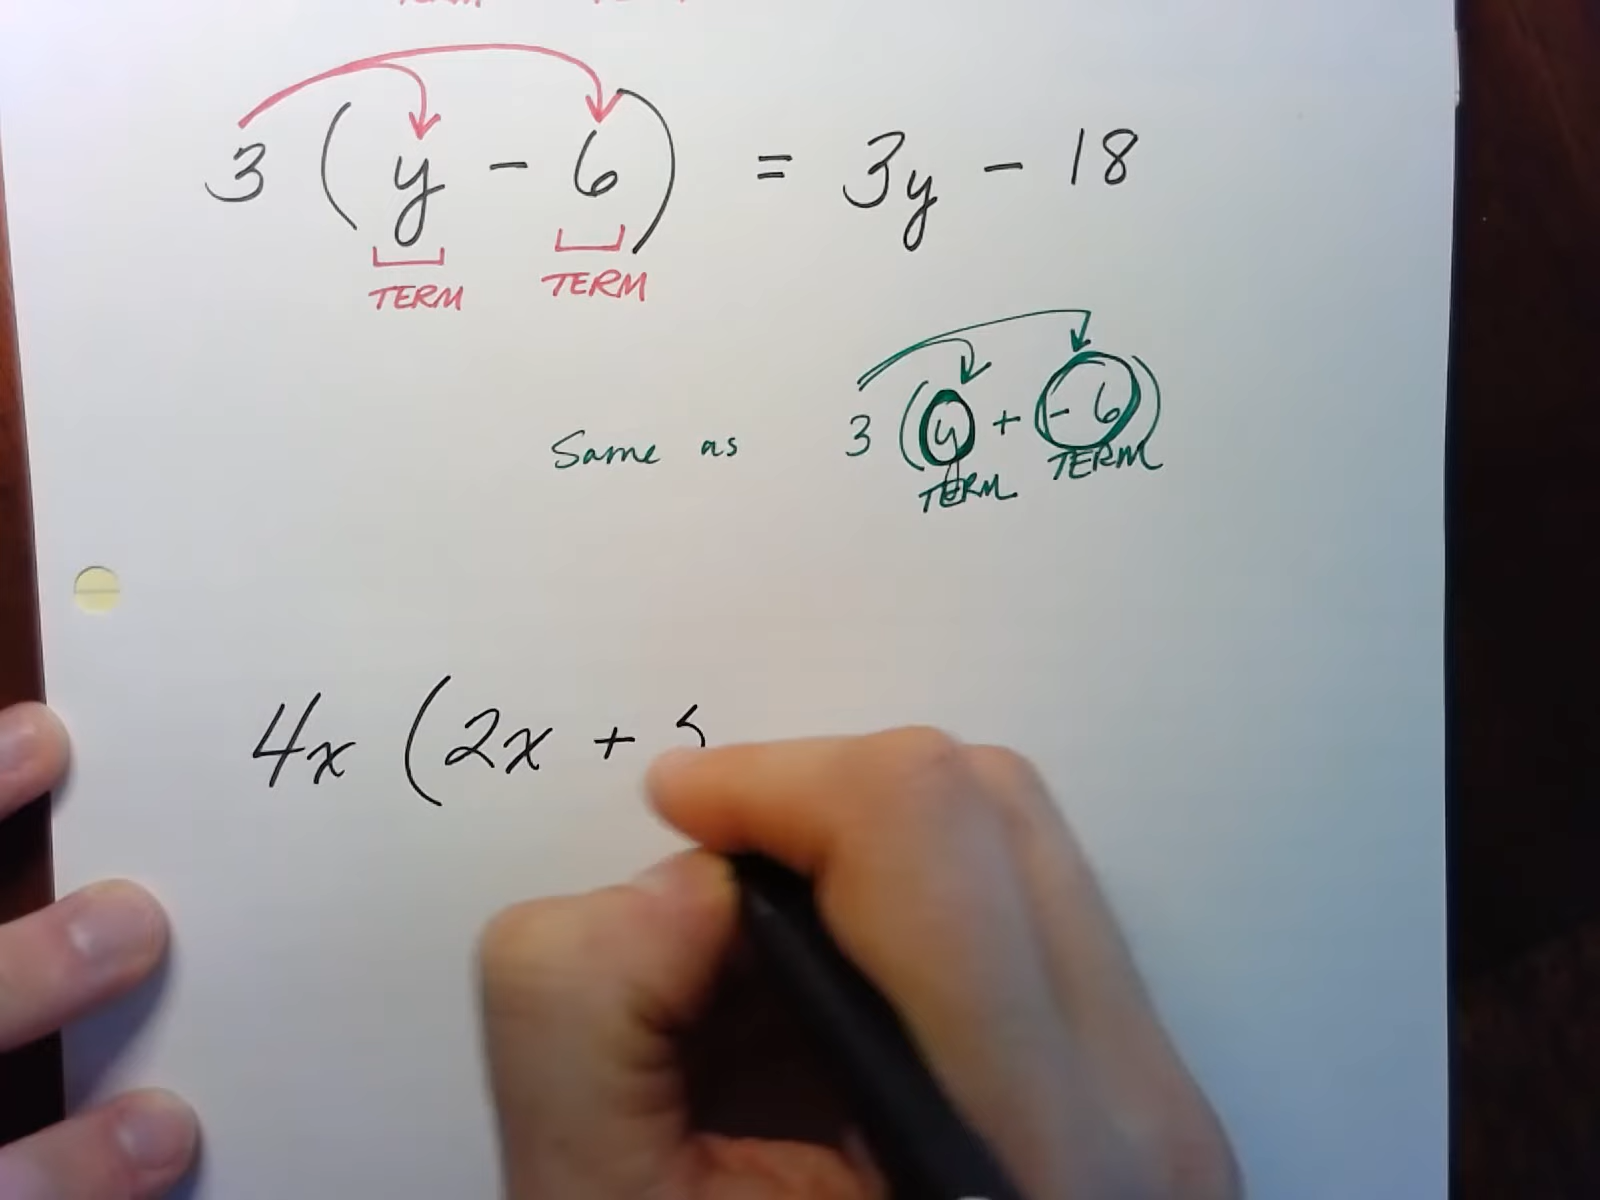 3 (y - 6) = 3y - 18
TERM TERM
Same as 3 (y + -6)
TERM TERM
4x (2x +